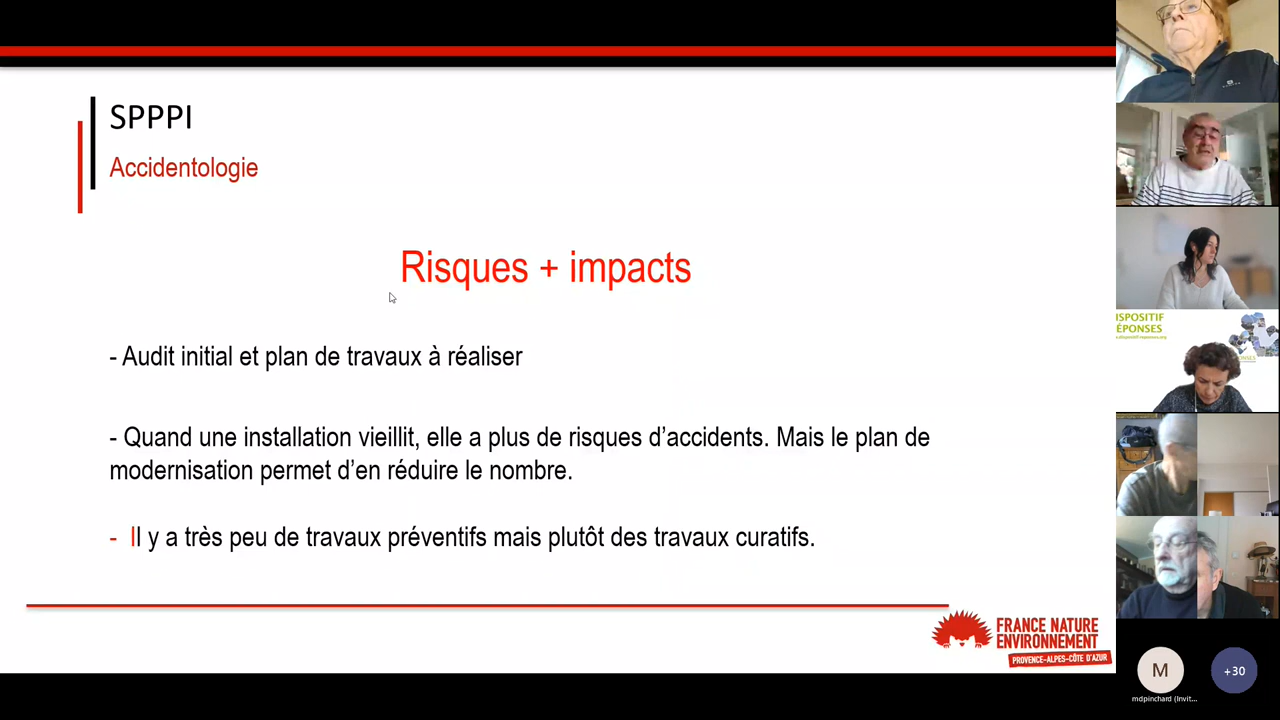 SPPPI
Accidentologie
Risques + impacts
- Audit initial et plan de travaux à réaliser
- Quand une installation vieillit, elle a plus de risques d’accidents. Mais le plan de
modernisation permet d’en réduire le nombre.
- Il y a très peu de travaux préventifs mais plutôt des travaux curatifs.
FRANCE NATURE
ENVIRONNEMENT
PROVENCE-ALPES-CÔTE D'AZUR
ISPOSITIF
ÉPONSES
M
+30
mdpinchard (Invit...